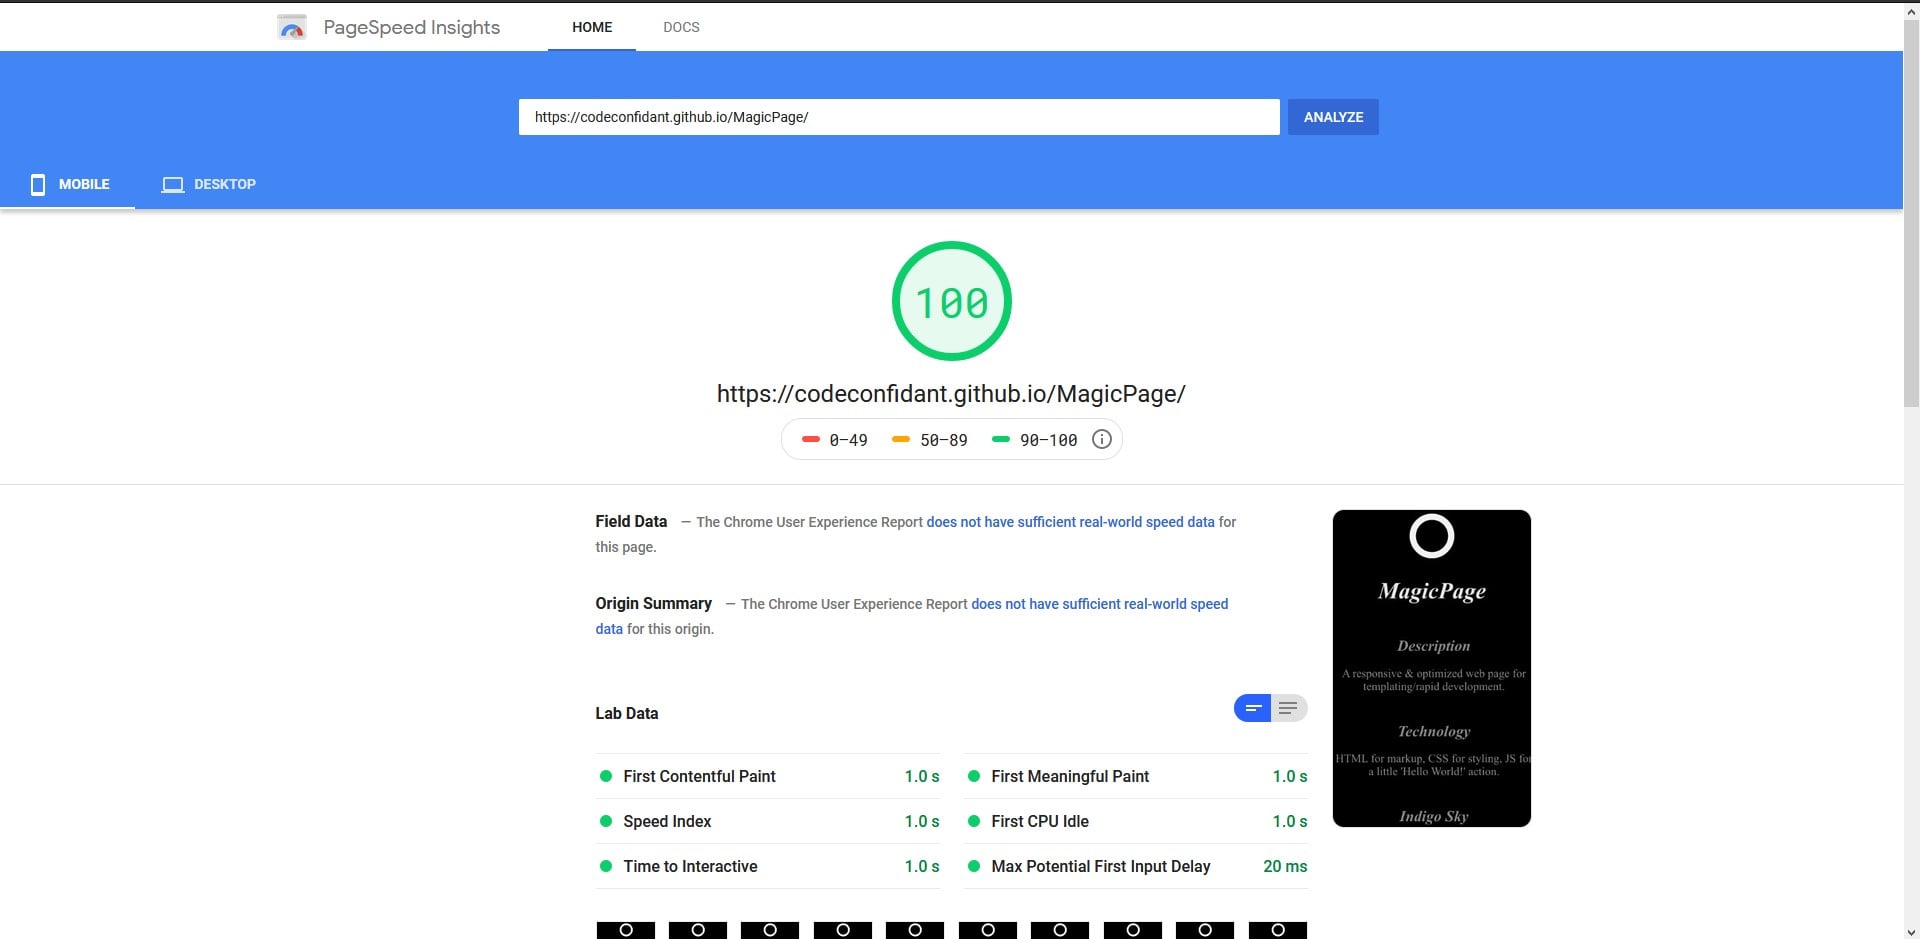 PageSpeed Insights
HOME
DOCS
https://codeconfidant.github.io/MagicPage/
ANALYZE
MOBILE
DESKTOP
100
https://codeconfidant.github.io/MagicPage/
0–49
50–89
90–100
Field Data — The Chrome User Experience Report does not have sufficient real-world speed data for
this page.
Origin Summary — The Chrome User Experience Report does not have sufficient real-world speed
data for this origin.
Lab Data
First Contentful Paint 1.0 s
First Meaningful Paint 1.0 s
Speed Index 1.0 s
First CPU Idle 1.0 s
Time to Interactive 1.0 s
Max Potential First Input Delay 20 ms
MagicPage
Description
A responsive & optimized web page for
templating/rapid development.
Technology
HTML for markup, CSS for styling, JS for
a little 'Hello World!' action.
Indigo Sky